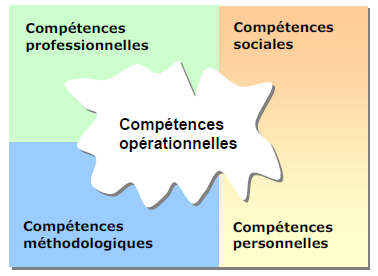 Compétences
professionnelles
Compétences
sociales
Compétences
opérationnelles
Compétences
méthodologiques
Compétences
personnelles